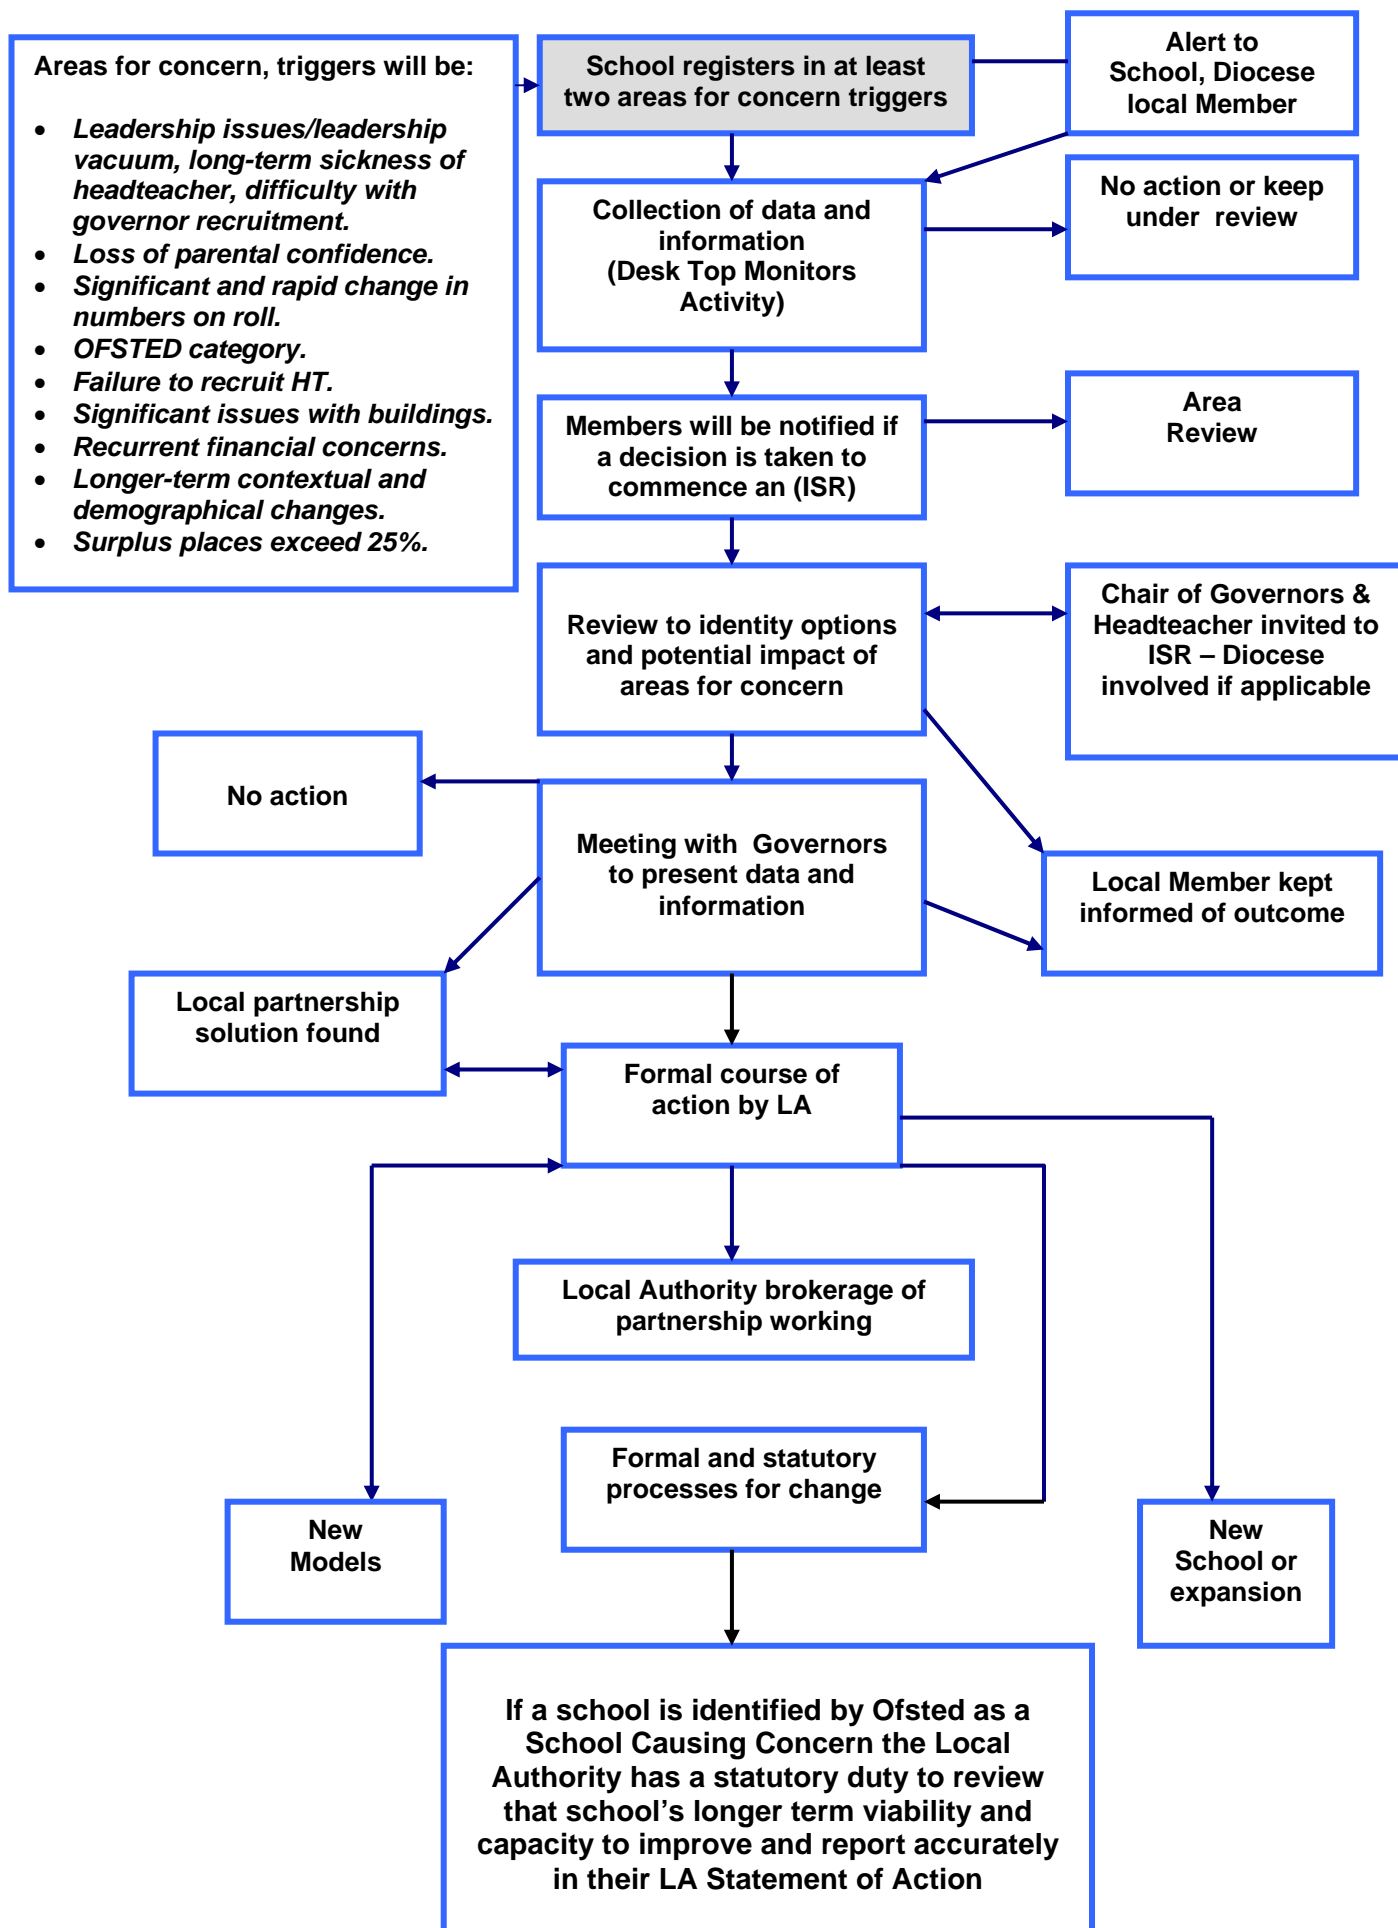 Areas for concern, triggers will be:
• Leadership issues/leadership
vacuum, long-term sickness of
headteacher, difficulty with
governor recruitment.
• Loss of parental confidence.
• Significant and rapid change in
numbers on roll.
• OFSTED category.
• Failure to recruit HT.
• Significant issues with buildings.
• Recurrent financial concerns.
• Longer-term contextual and
demographical changes.
• Surplus places exceed 25%.
School registers in at least
two areas for concern triggers
Alert to
School, Diocese
local Member
Collection of data and
information
(Desk Top Monitors
Activity)
No action or keep
under review
Members will be notified if
a decision is taken to
commence an (ISR)
Area
Review
Review to identity options
and potential impact of
areas for concern
Chair of Governors &
Headteacher invited to
ISR – Diocese
involved if applicable
No action
Meeting with Governors
to present data and
information
Local Member kept
informed of outcome
Local partnership
solution found
Formal course of
action by LA
Local Authority brokerage of
partnership working
Formal and statutory
processes for change
New
Models
New
School or
expansion
If a school is identified by Ofsted as a
School Causing Concern the Local
Authority has a statutory duty to review
that school’s longer term viability and
capacity to improve and report accurately
in their LA Statement of Action